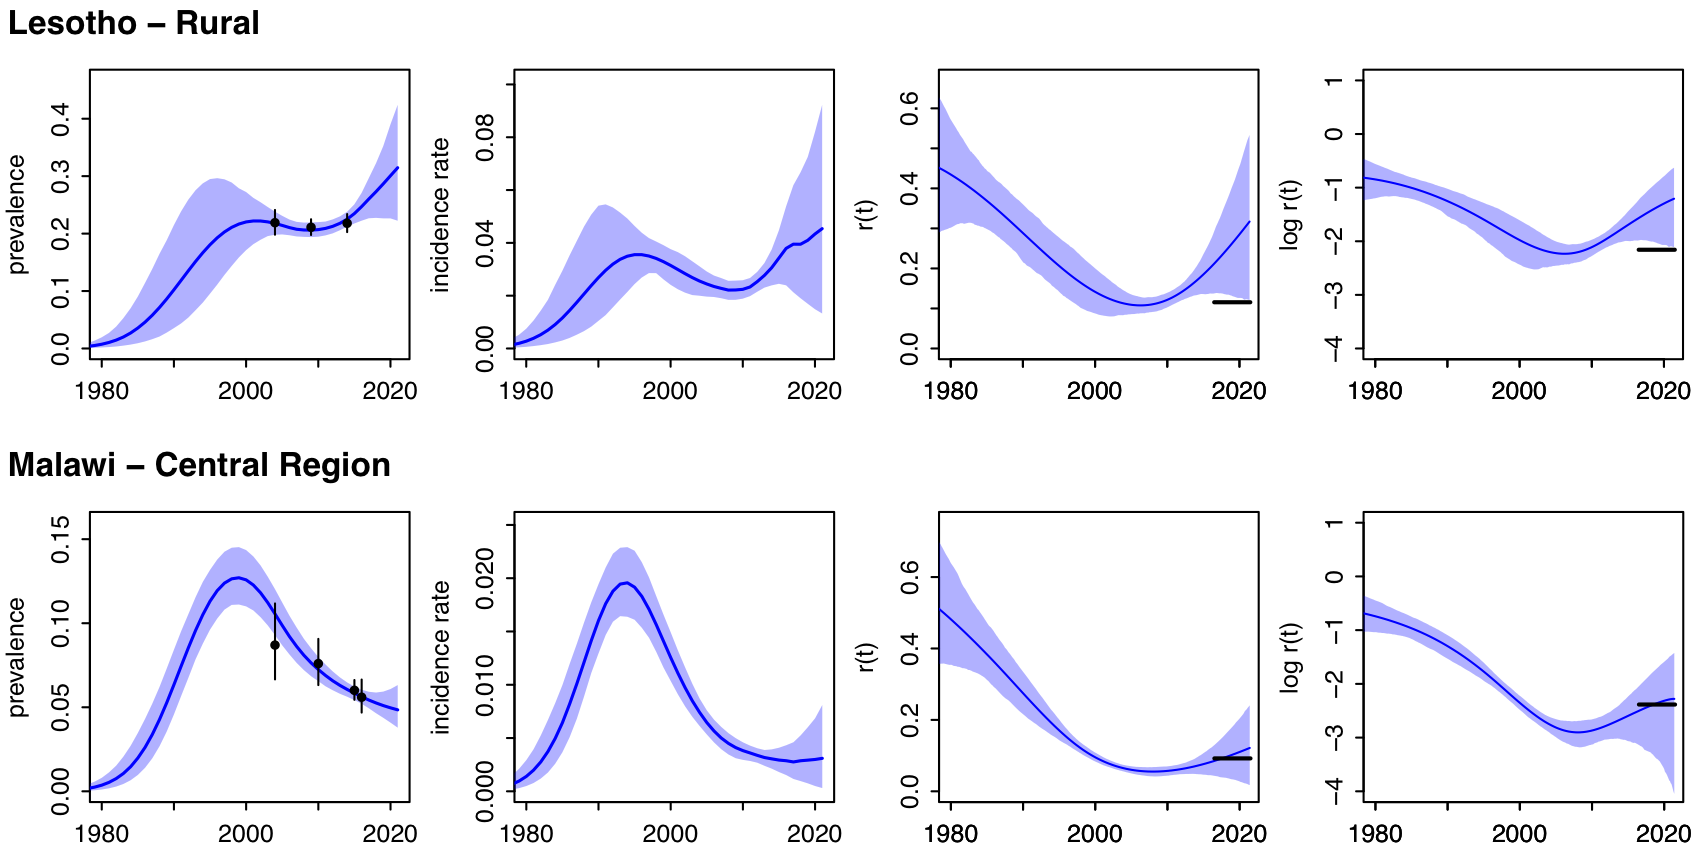 Lesotho – Rural
prevalence
0.0 0.1 0.2 0.3 0.4
1980 2000 2020
incidence rate
0.00 0.04 0.08
1980 2000 2020
r(t)
0.0 0.2 0.4 0.6
1980 2000 2020
log r(t)
−4 −3 −2 −1 0 1
1980 2000 2020
Malawi – Central Region
prevalence
0.00 0.05 0.10 0.15
1980 2000 2020
incidence rate
0.000 0.010 0.020
1980 2000 2020
r(t)
0.0 0.2 0.4 0.6
1980 2000 2020
log r(t)
−4 −3 −2 −1 0 1
1980 2000 2020